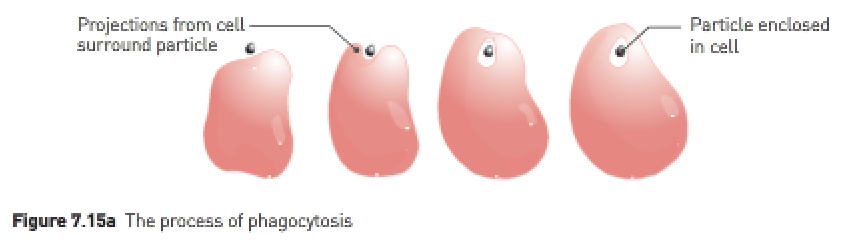 Projections from cell
surround particle
Particle enclosed
in cell
Figure 7.15a The process of phagocytosis